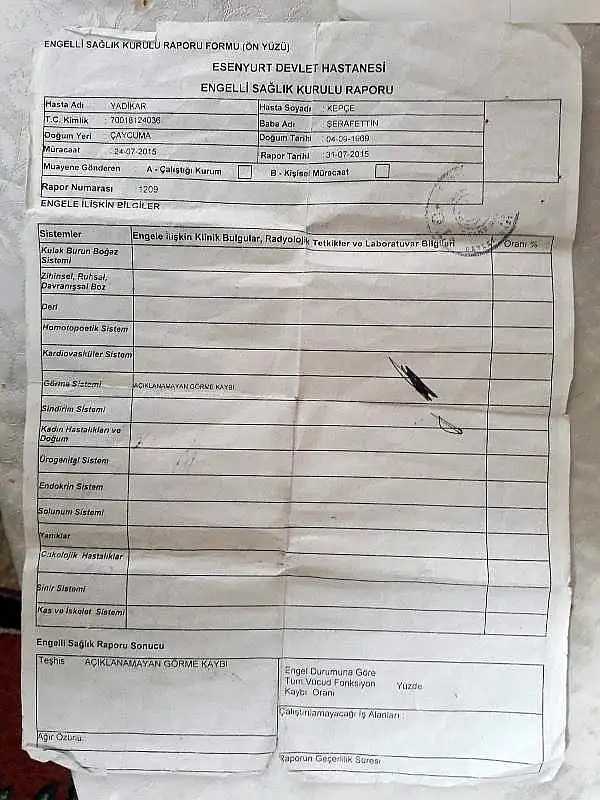 ENGELLİ SAĞLIK KURULU RAPORU FORMU (ÖN YÜZÜ)
ESENYURT DEVLET HASTANESİ
ENGELLİ SAĞLIK KURULU RAPORU
Hasta Adı YADİKAR Hasta Soyadı : KEPÇE
T.C. Kimlik 70018124036 Baba Adı : ŞERAFETTİN
Doğum Yeri ÇAYCUMA Doğum Tarihi : 04-09-1969
Müracaat 24-07-2015 Rapor Tarihi : 31-07-2015
Muayene Gönderen A - Çalıştığı Kurum B - Kişisel Müracaat
Rapor Numarası 1209
ENGELE İLİŞKİN BİLGİLER
Sistemler Engele İlişkin Klinik Bulgular, Radyolojik Tetkikler ve Laboratuvar Bilgileri Oranı %
Kulak Burun Boğaz
Sistemi
Zihinsel, Ruhsal,
Davranışsal Boz
Deri
Homotopoetik Sistem
Kardiovasküler Sistem
Görme Sistemi AÇIKLANAMAYAN GÖRME KAYBI
Sindirim Sistemi
Kadın Hastalıkları ve
Doğum
Ürogenital Sistem
Endokrin Sistem
Solunum Sistemi
Yanıklar
Onkolojik Hastalıklar
Sinir Sistemi
Kas ve İskelet Sistemi
Engelli Sağlık Raporu Sonucu
Teşhis AÇIKLANAMAYAN GÖRME KAYBI
Engel Durumuna Göre
Tüm Vücud Fonksiyon Yüzde
Kaybı Oranı
Çalıştırılamayacağı İş Alanları :
Ağır Özürlü :
Raporun Geçerlilik Süresi